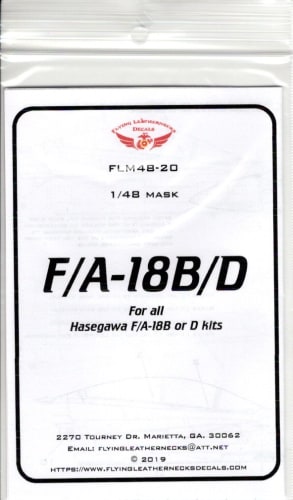 Flying Leathernecks
Decals
FLM48-20
1/48 MASK
F/A-18B/D
For all
Hasegawa F/A-18B or D kits
2270 Tourney Dr. Marietta, GA. 30062
Email: flyingleathernecks@att.net
© 2019
https://www.flyingleathernecksdecals.com